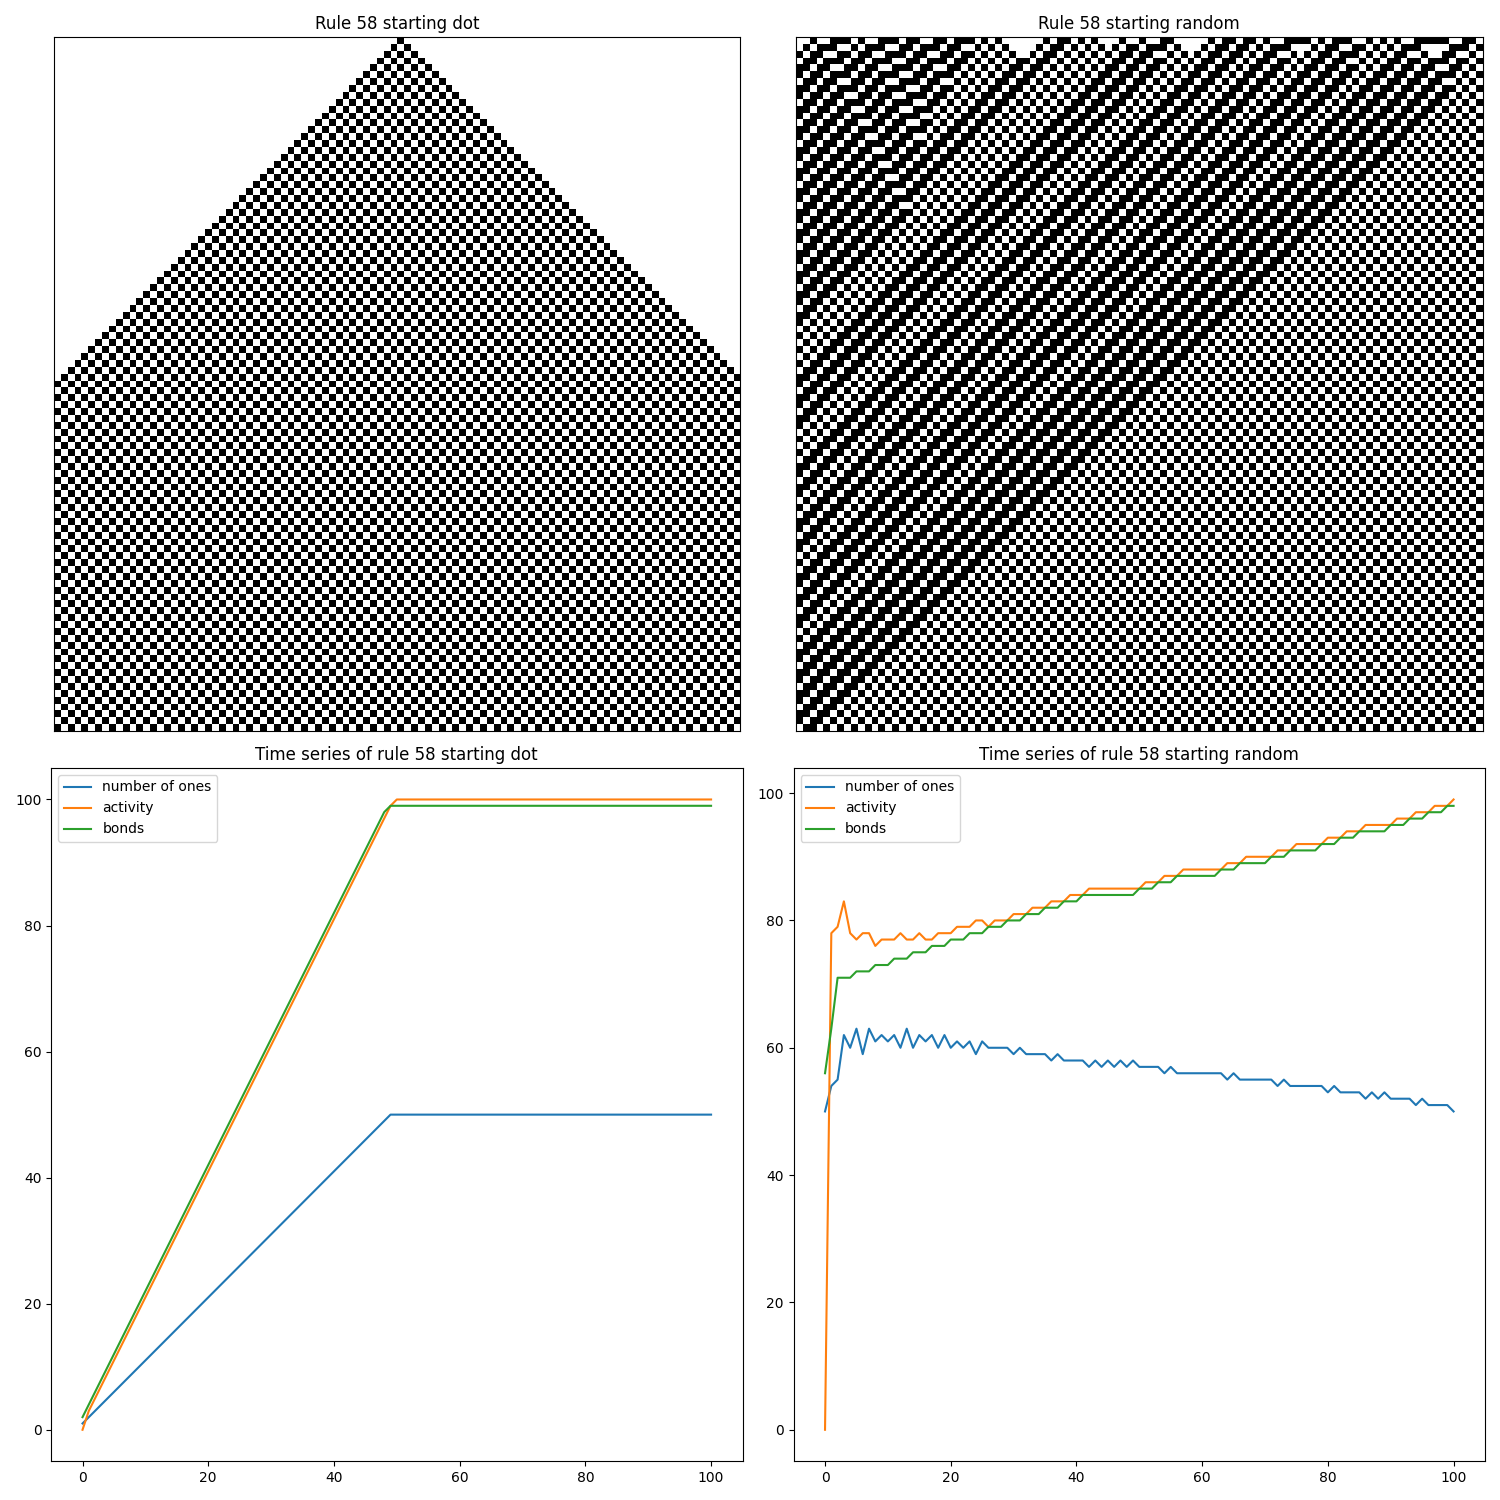 Rule 58 starting dot
Rule 58 starting random
Time series of rule 58 starting dot
number of ones
activity
bonds
100
80
60
40
20
0
0 20 40 60 80 100
Time series of rule 58 starting random
number of ones
activity
bonds
100
80
60
40
20
0
0 20 40 60 80 100